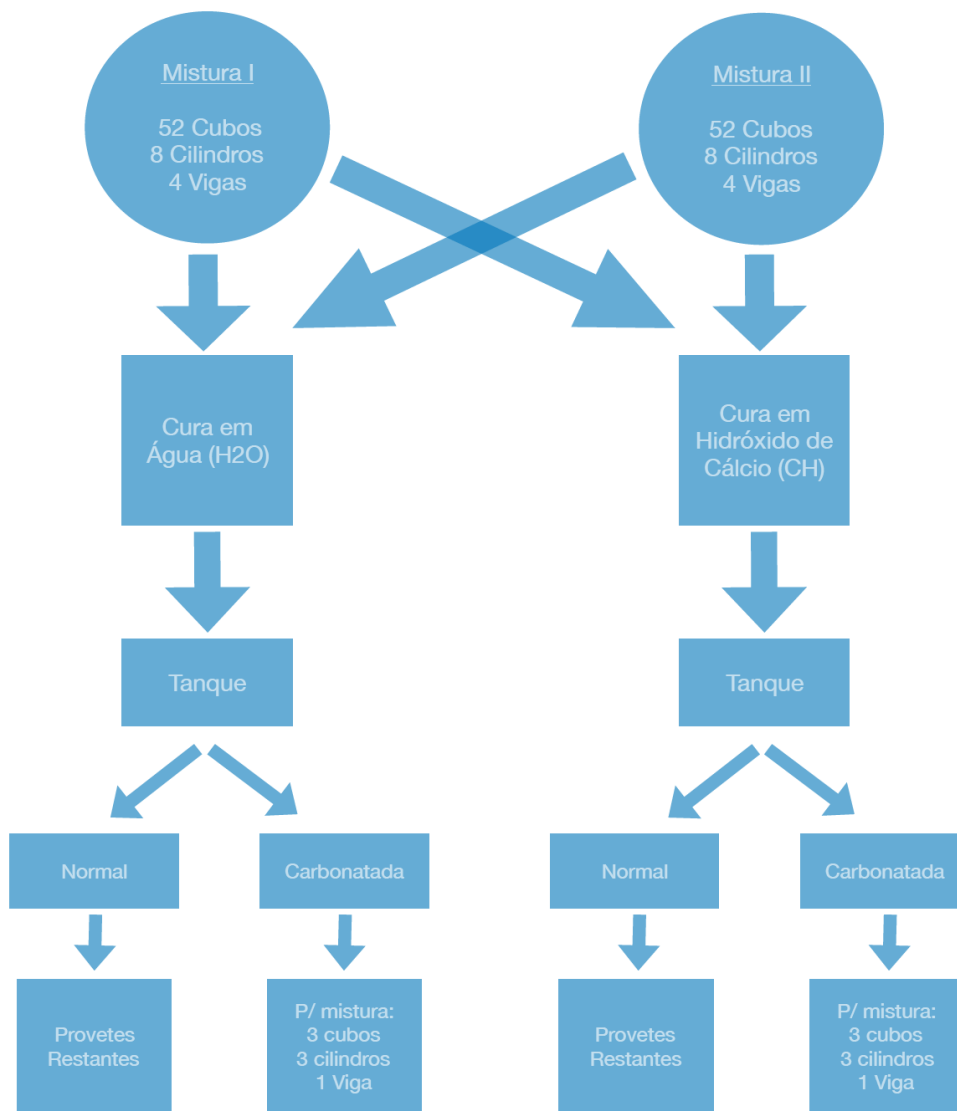 Mistura I
52 Cubos
8 Cilindros
4 Vigas
Mistura II
52 Cubos
8 Cilindros
4 Vigas
Cura em
Água (H2O)
Cura em
Hidróxido de
Cálcio (CH)
Tanque
Tanque
Normal
Carbonatada
Normal
Carbonatada
Provetes
Restantes
P/ mistura:
3 cubos
3 cilindros
1 Viga
Provetes
Restantes
P/ mistura:
3 cubos
3 cilindros
1 Viga